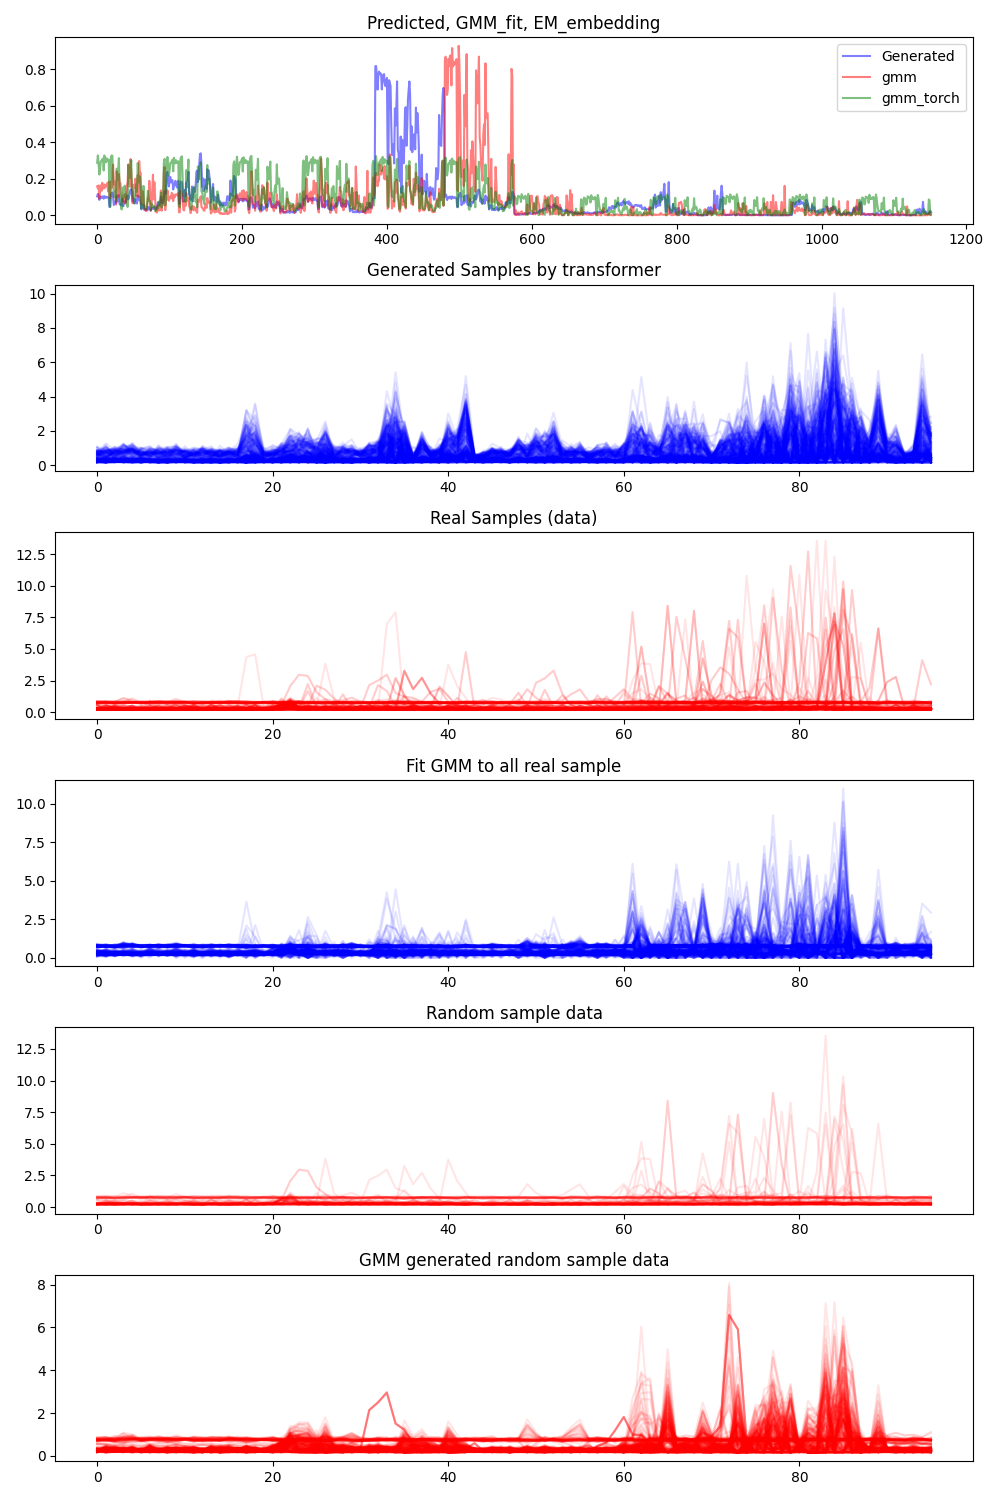 Predicted, GMM_fit, EM_embedding
0.8
0.6
0.4
0.2
0.0
Generated
gmm
gmm_torch
0 200 400 600 800 1000 1200
Generated Samples by transformer
10
8
6
4
2
0
0 20 40 60 80
Real Samples (data)
12.5
10.0
7.5
5.0
2.5
0.0
0 20 40 60 80
Fit GMM to all real sample
10.0
7.5
5.0
2.5
0.0
0 20 40 60 80
Random sample data
12.5
10.0
7.5
5.0
2.5
0.0
0 20 40 60 80
GMM generated random sample data
8
6
4
2
0
0 20 40 60 80